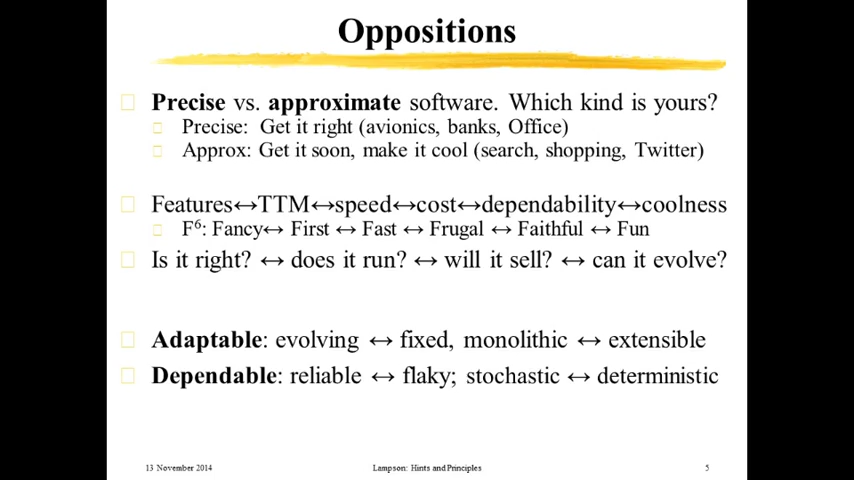 Oppositions
Precise vs. approximate software. Which kind is yours?
Precise: Get it right (avionics, banks, Office)
Approx: Get it soon, make it cool (search, shopping, Twitter)
Features↔TTM↔speed↔cost↔dependability↔coolness
F⁶: Fancy↔ First ↔ Fast ↔ Frugal ↔ Faithful ↔ Fun
Is it right? ↔ does it run? ↔ will it sell? ↔ can it evolve?
Adaptable: evolving ↔ fixed, monolithic ↔ extensible
Dependable: reliable ↔ flaky; stochastic ↔ deterministic
13 November 2014 Lampson: Hints and Principles 5